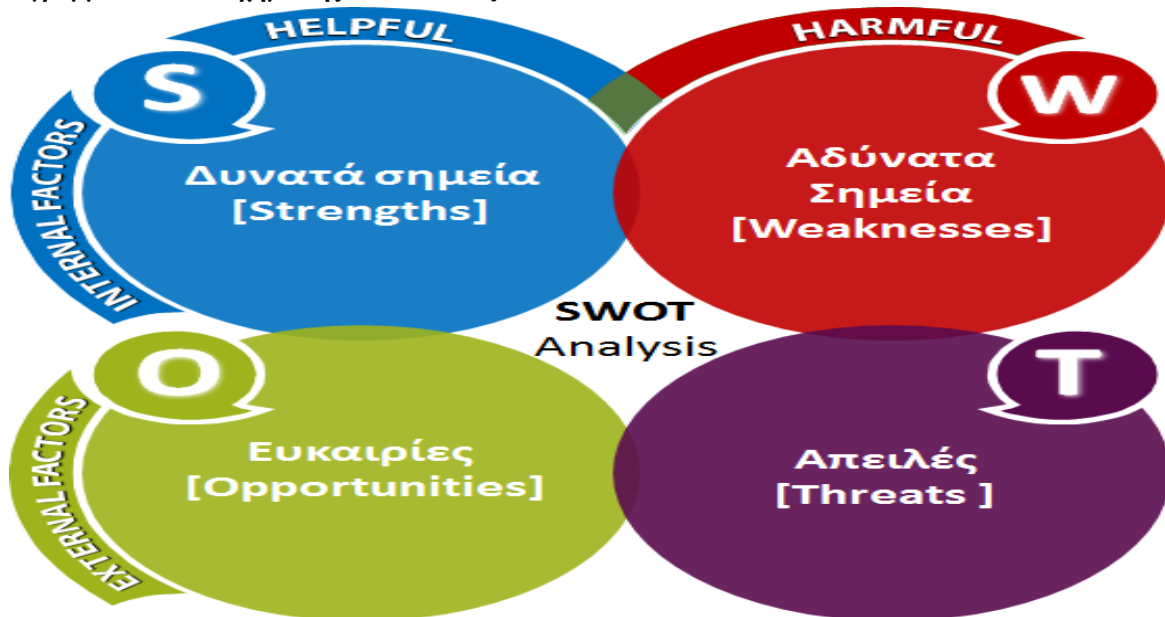 HELPFUL
HARMFUL
INTERNAL FACTORS
S
Δυνατά σημεία
[Strengths]
W
Αδύνατα
Σημεία
[Weaknesses]
SWOT
Analysis
EXTERNAL FACTORS
O
Ευκαιρίες
[Opportunities]
T
Απειλές
[Threats ]